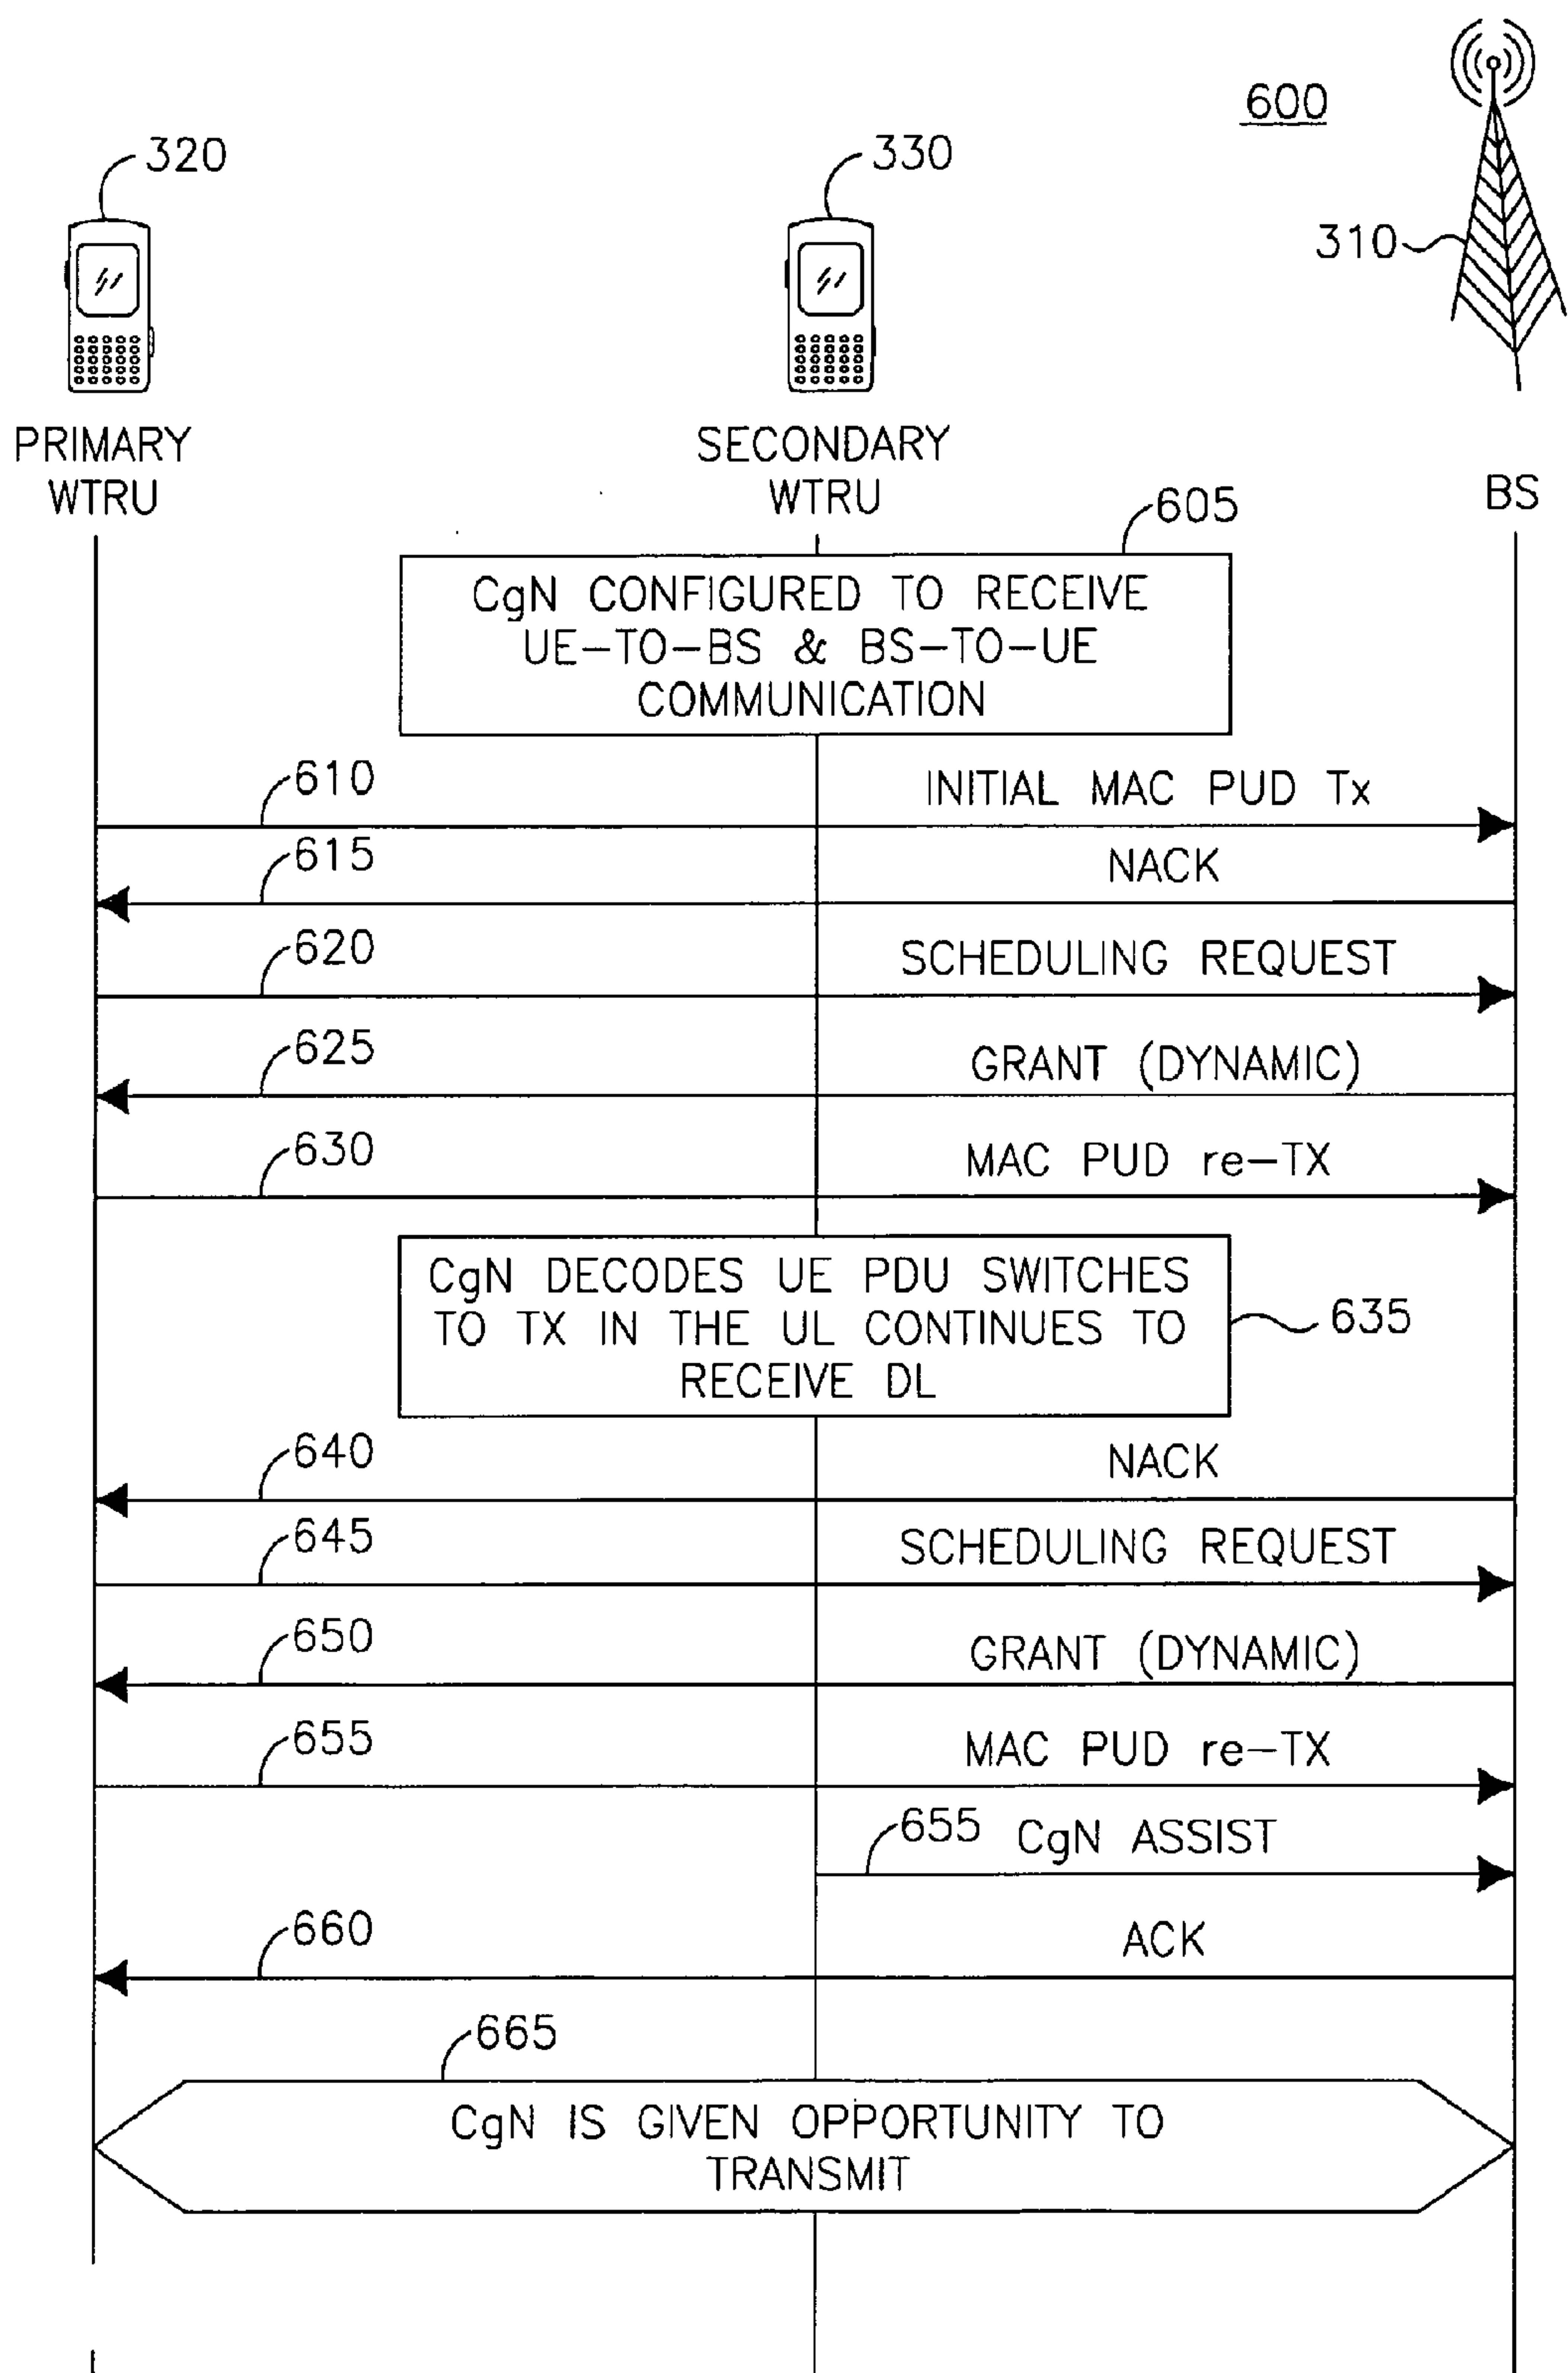 600
320
330
310
PRIMARY
WTRU
SECONDARY
WTRU
BS
605
CgN CONFIGURED TO RECEIVE
UE-TO-BS & BS-TO-UE
COMMUNICATION
610
INITIAL MAC PUD Tx
615
NACK
620
SCHEDULING REQUEST
625
GRANT (DYNAMIC)
630
MAC PUD re-TX
CgN DECODES UE PDU SWITCHES
TO TX IN THE UL CONTINUES TO
RECEIVE DL
635
640
NACK
645
SCHEDULING REQUEST
650
GRANT (DYNAMIC)
655
MAC PUD re-TX
655 CgN ASSIST
660
ACK
665
CgN IS GIVEN OPPORTUNITY TO
TRANSMIT